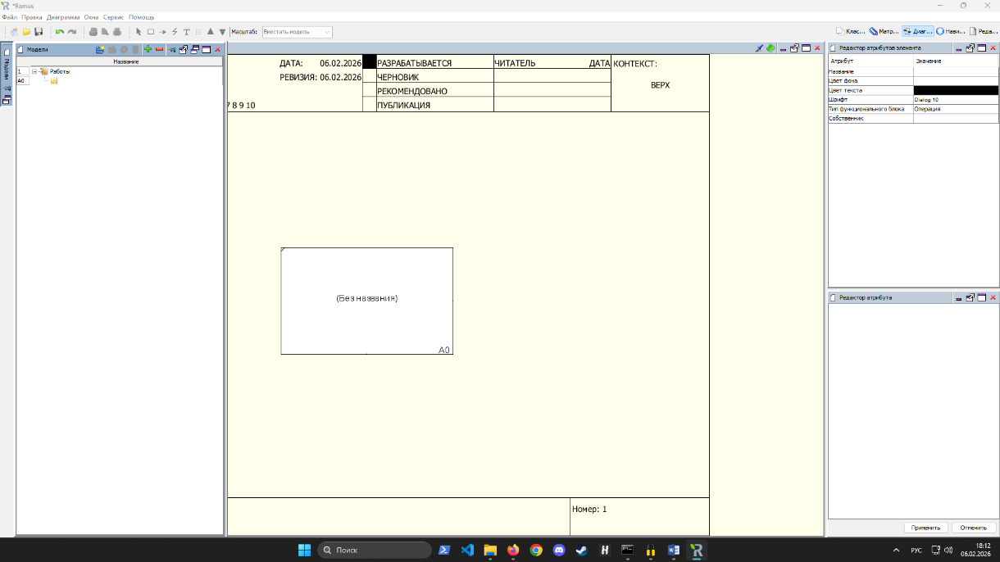 *Ramus
Файл Правка Диаграмма Окна Сервис Помощь
Масштаб: Вместить модель
Клас... Матр... Диаг... Нави... Реда...
Модели
Модели
Название
1 Работы
A0
ДАТА: 06.02.2026 РАЗРАБАТЫВАЕТСЯ ЧИТАТЕЛЬ ДАТА КОНТЕКСТ:
РЕВИЗИЯ: 06.02.2026 ЧЕРНОВИК ВЕРХ
РЕКОМЕНДОВАНО
7 8 9 10 ПУБЛИКАЦИЯ
(Без названия)
A0
Номер: 1
Редактор атрибутов элемента
Атрибут Значение
Название
Цвет фона
Цвет текста
Шрифт Dialog 10
Тип функционального блока Операция
Собственник
Редактор атрибута
Применить Отменить
Поиск
РУС
18:12
06.02.2026